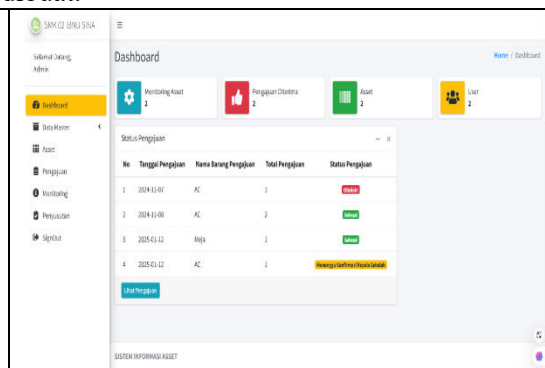 SMK 02 IBNU SINA
Selamat Datang,
Admin
Dashboard
Data Master
Asset
Pengajuan
Monitoring
Penyusutan
SignOut
Dashboard
Home / Dashboard
Monitoring Asset
2
Pengajuan Diterima
2
Asset
2
User
2
Status Pengajuan
No Tanggal Pengajuan Nama Barang Pengajuan Total Pengajuan Status Pengajuan
1 2024-11-07 AC 1 Ditolak
2 2024-11-08 AC 2 Selesai
3 2025-01-12 Meja 1 Selesai
4 2025-01-12 AC 1 Menunggu Konfirmasi Kepala Sekolah
Lihat Pengajuan
SISTEM INFORMASI ASSET